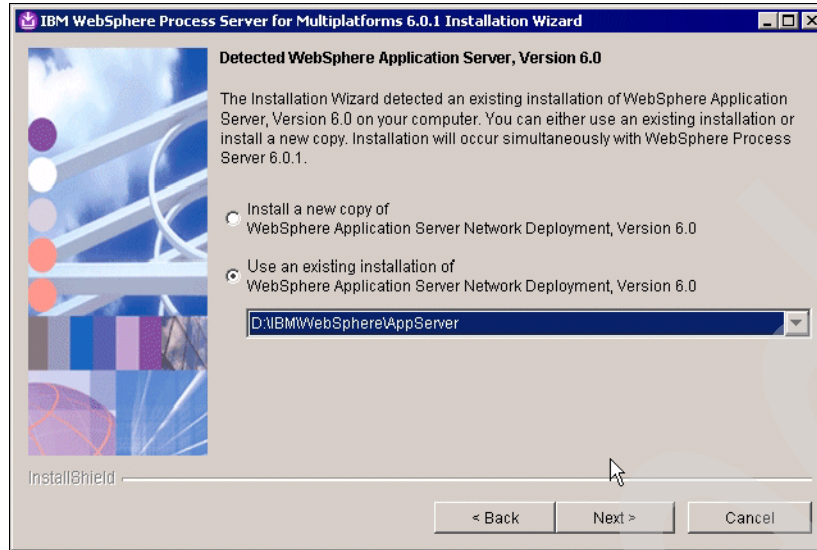 IBM WebSphere Process Server for Multiplatforms 6.0.1 Installation Wizard
Detected WebSphere Application Server, Version 6.0
The Installation Wizard detected an existing installation of WebSphere Application
Server, Version 6.0 on your computer. You can either use an existing installation or
install a new copy. Installation will occur simultaneously with WebSphere Process
Server 6.0.1.
Install a new copy of
WebSphere Application Server Network Deployment, Version 6.0
Use an existing installation of
WebSphere Application Server Network Deployment, Version 6.0
D:\IBM\WebSphere\AppServer
InstallShield
< Back
Next >
Cancel